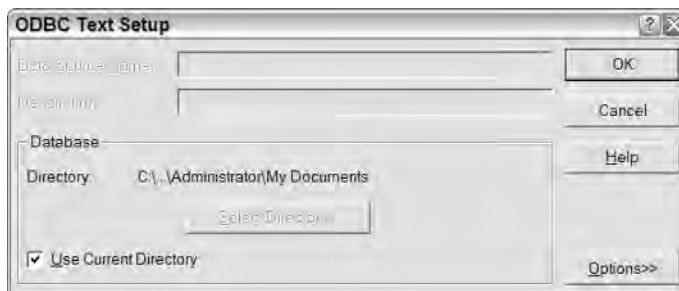 ODBC Text Setup
Data Source Name:
Description:
OK
Cancel
Help
Database
Directory: C:\...\Administrator\My Documents
Select Directory...
Use Current Directory
Options>>